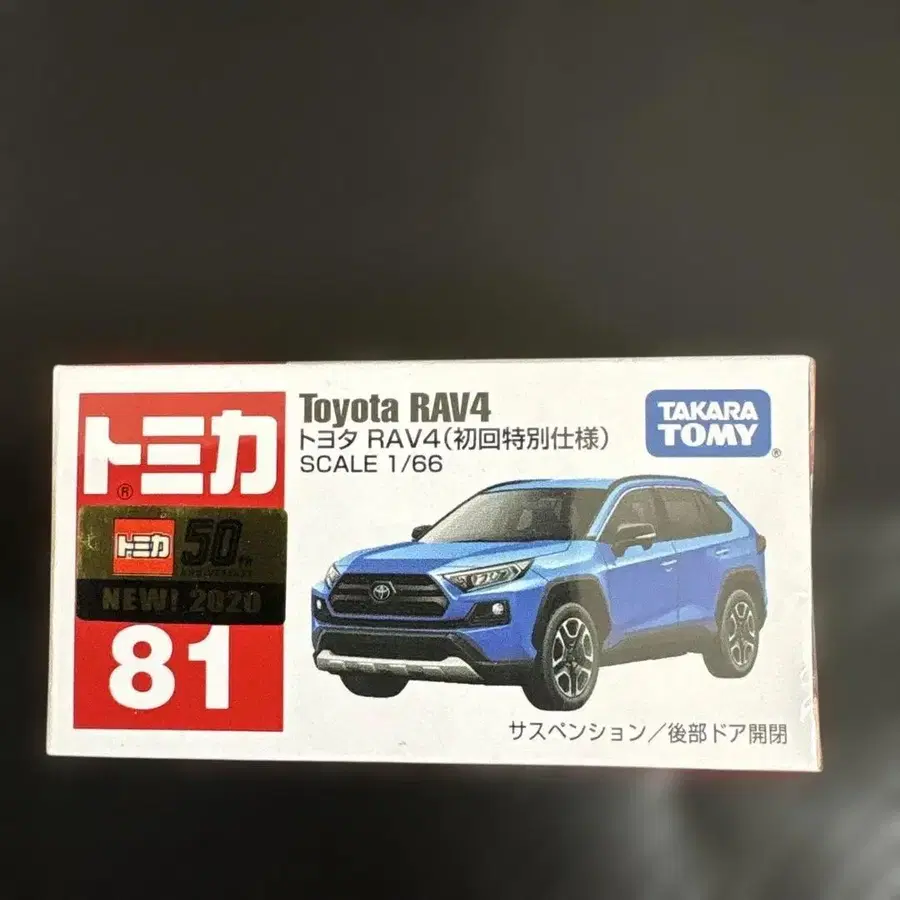 トミカ
®
トミカ 50th
ANNIVERSARY
NEW! 2020
81
Toyota RAV4
トヨタ RAV4(初回特別仕様)
SCALE 1/66
TAKARA
TOMY
®
サスペンション/後部ドア開閉